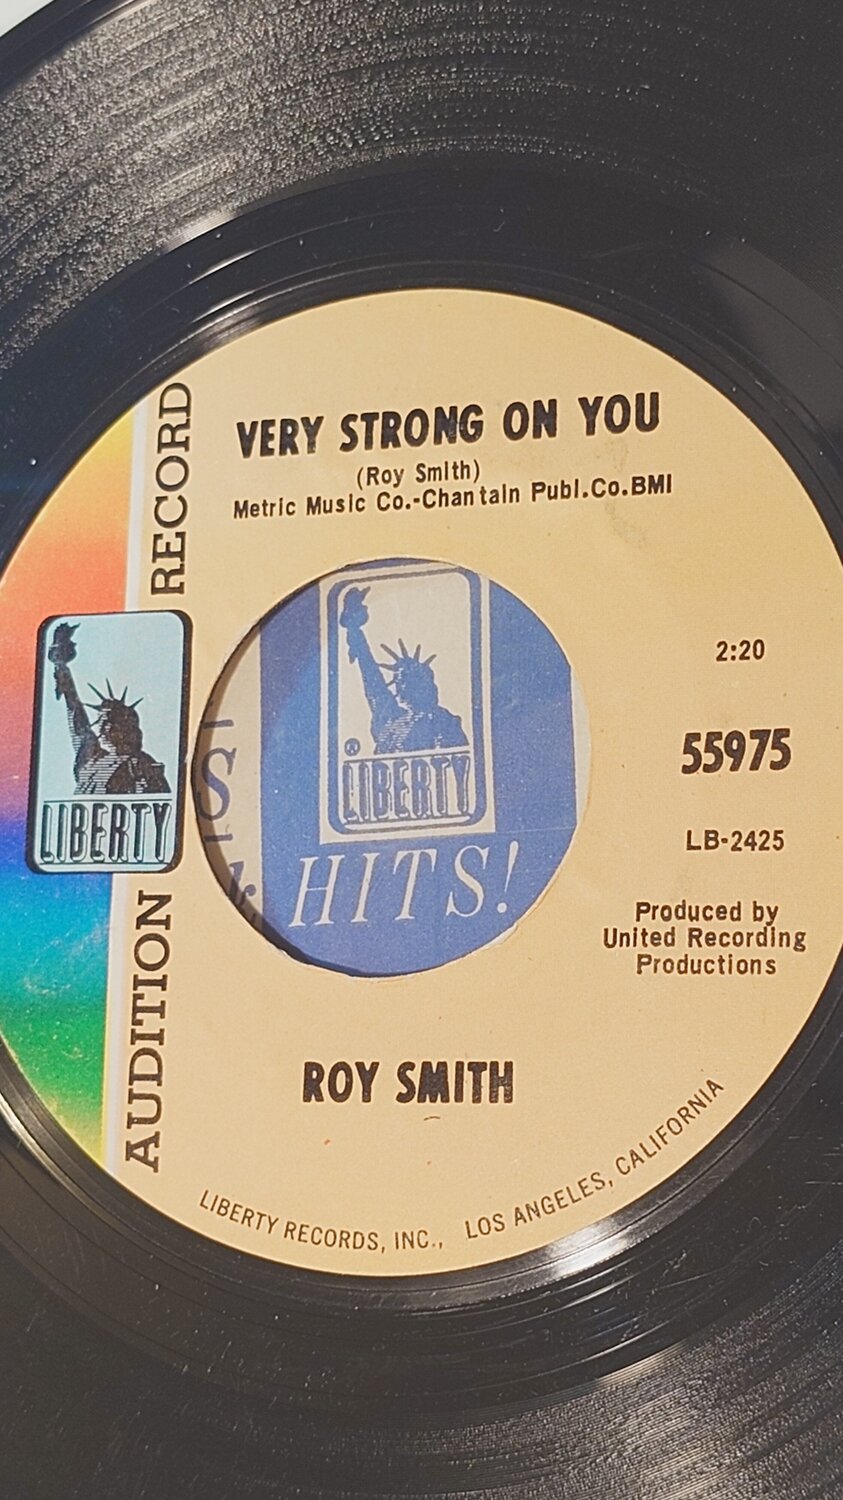 VERY STRONG ON YOU
(Roy Smith)
Metric Music Co.-Chantain Publ.Co.BMI
AUDITION RECORD
LIBERTY
®
LIBERTY
HITS!
2:20
55975
LB-2425
Produced by
United Recording
Productions
ROY SMITH
LIBERTY RECORDS, INC., LOS ANGELES, CALIFORNIA